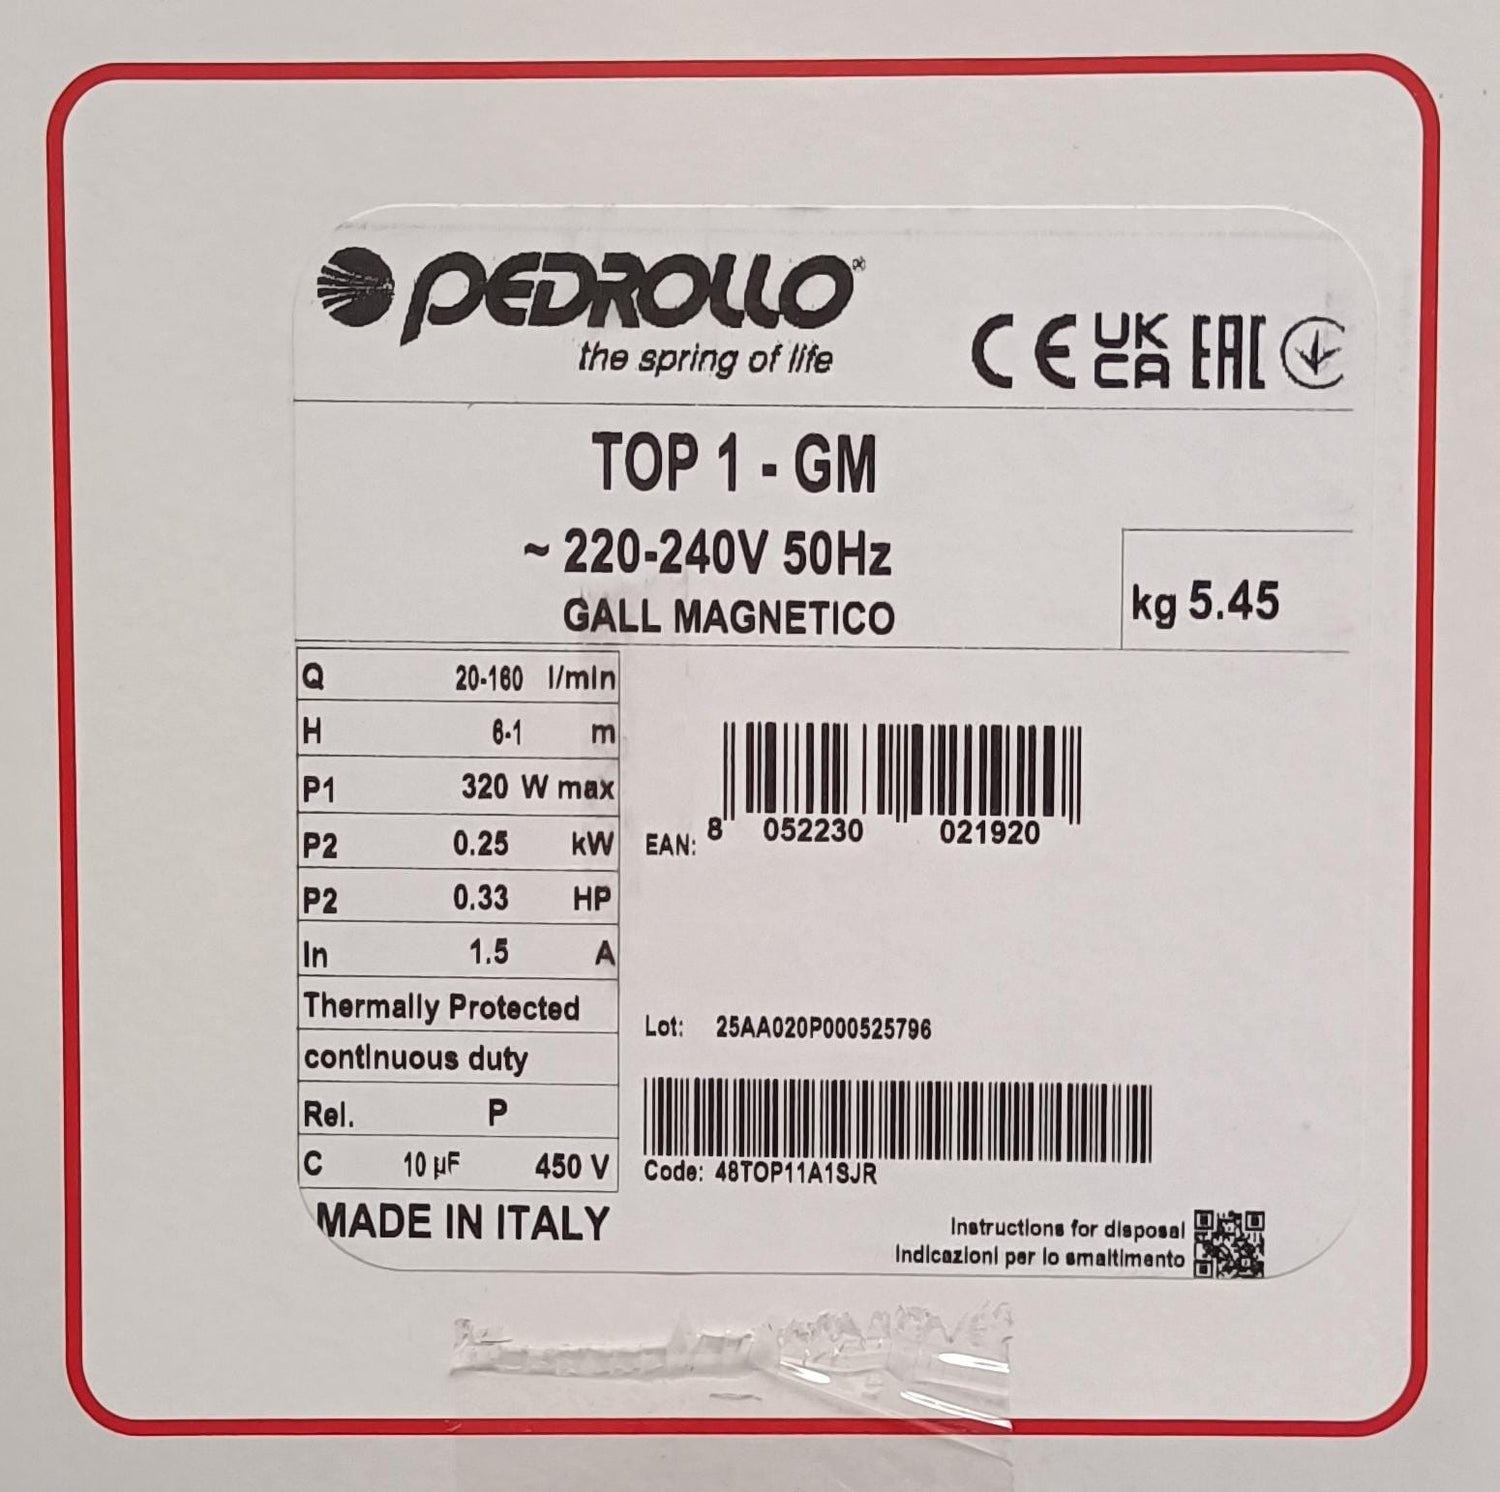 PEDROLLO
the spring of life
CE UK CA EAC
TOP 1 - GM
~ 220-240V 50Hz
GALL MAGNETICO
kg 5.45
Q 20-160 l/min
H 6-1 m
P1 320 W max
P2 0.25 kW
P2 0.33 HP
In 1.5 A
Thermally Protected
continuous duty
Rel. P
C 10 µF 450 V
MADE IN ITALY
EAN: 8 052230 021920
Lot: 25AA020P000525796
Code: 48TOP11A1SJR
Instructions for disposal
Indicazioni per lo smaltimento